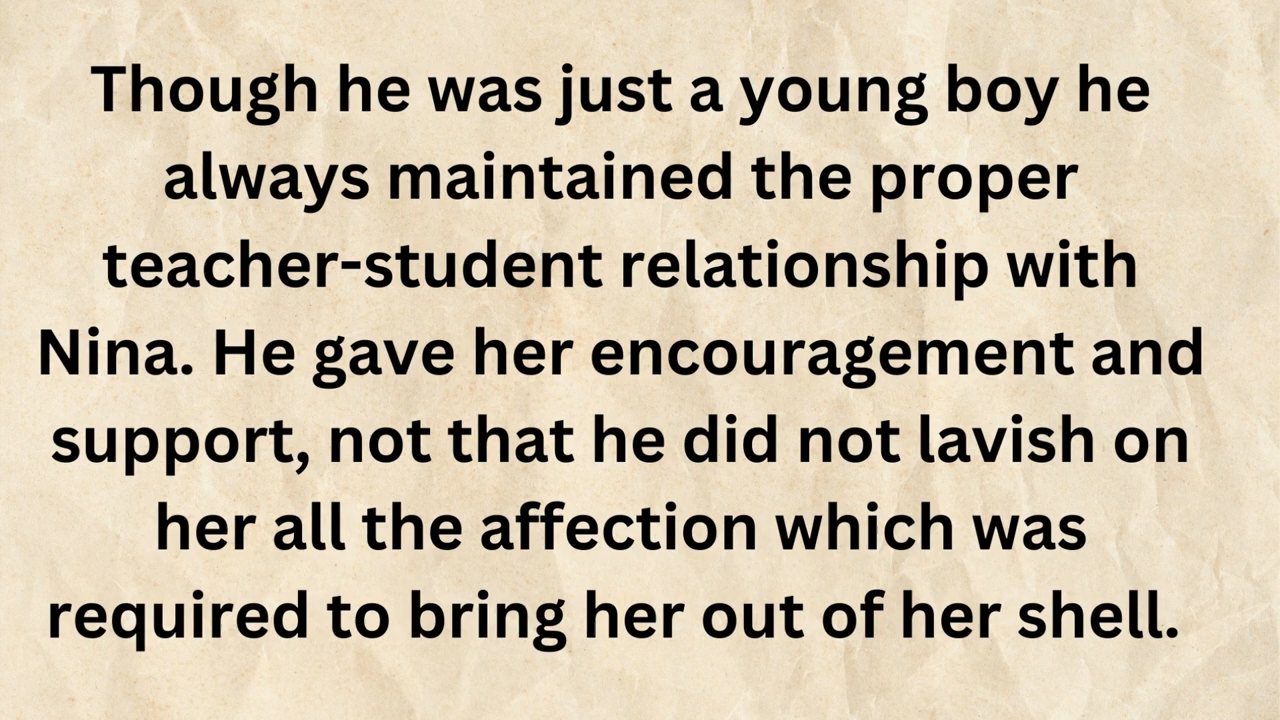 Though he was just a young boy he
always maintained the proper
teacher-student relationship with
Nina. He gave her encouragement and
support, not that he did not lavish on
her all the affection which was
required to bring her out of her shell.